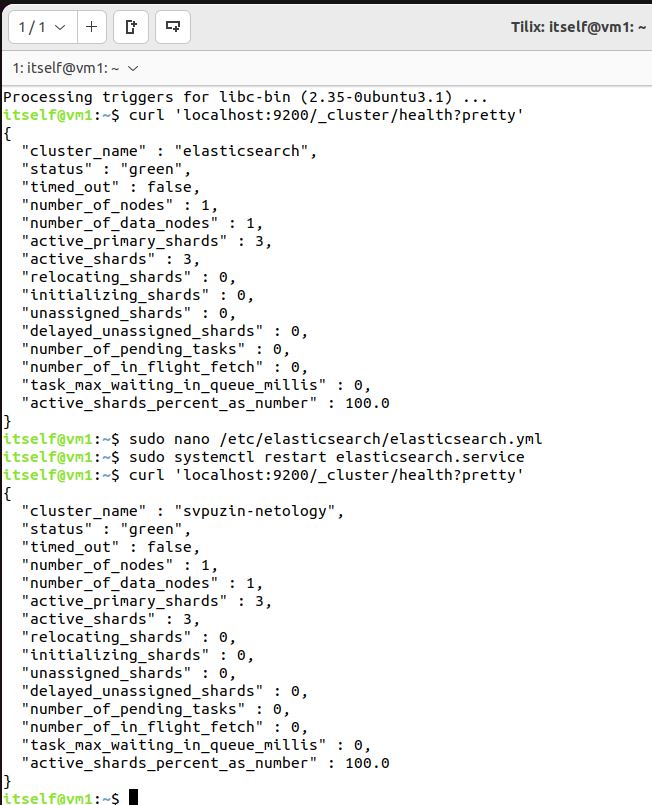 1 / 1
Tilix: itself@vm1: ~
1: itself@vm1: ~
Processing triggers for libc-bin (2.35-0ubuntu3.1) ...
itself@vm1:~$ curl 'localhost:9200/_cluster/health?pretty'
{
  "cluster_name" : "elasticsearch",
  "status" : "green",
  "timed_out" : false,
  "number_of_nodes" : 1,
  "number_of_data_nodes" : 1,
  "active_primary_shards" : 3,
  "active_shards" : 3,
  "relocating_shards" : 0,
  "initializing_shards" : 0,
  "unassigned_shards" : 0,
  "delayed_unassigned_shards" : 0,
  "number_of_pending_tasks" : 0,
  "number_of_in_flight_fetch" : 0,
  "task_max_waiting_in_queue_millis" : 0,
  "active_shards_percent_as_number" : 100.0
}
itself@vm1:~$ sudo nano /etc/elasticsearch/elasticsearch.yml
itself@vm1:~$ sudo systemctl restart elasticsearch.service
itself@vm1:~$ curl 'localhost:9200/_cluster/health?pretty'
{
  "cluster_name" : "svpuzin-netology",
  "status" : "green",
  "timed_out" : false,
  "number_of_nodes" : 1,
  "number_of_data_nodes" : 1,
  "active_primary_shards" : 3,
  "active_shards" : 3,
  "relocating_shards" : 0,
  "initializing_shards" : 0,
  "unassigned_shards" : 0,
  "delayed_unassigned_shards" : 0,
  "number_of_pending_tasks" : 0,
  "number_of_in_flight_fetch" : 0,
  "task_max_waiting_in_queue_millis" : 0,
  "active_shards_percent_as_number" : 100.0
}
itself@vm1:~$